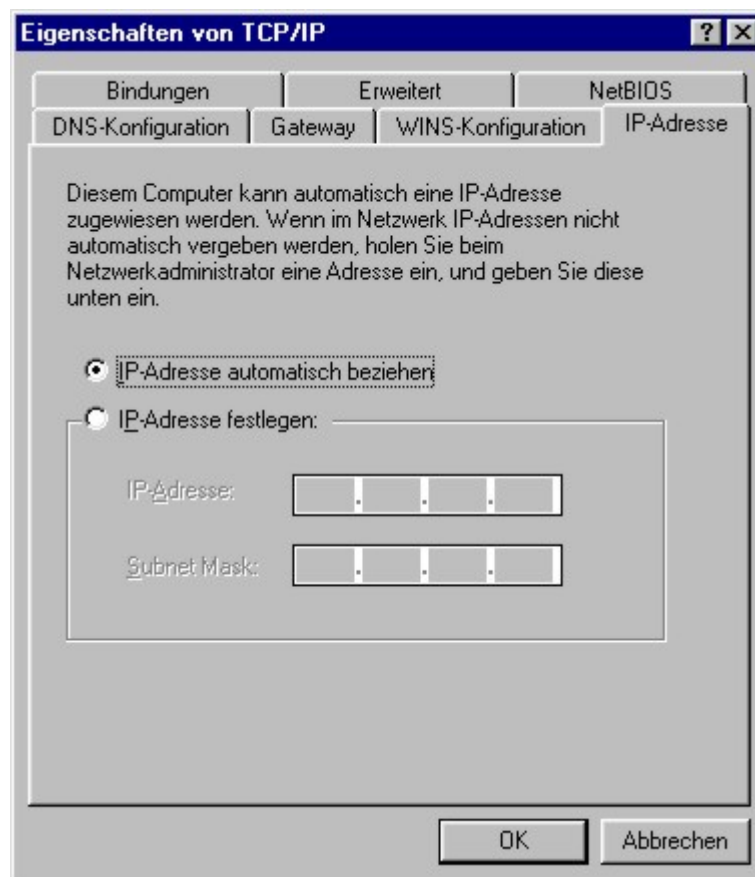 Eigenschaften von TCP/IP
Bindungen Erweitert NetBIOS
DNS-Konfiguration Gateway WINS-Konfiguration IP-Adresse
Diesem Computer kann automatisch eine IP-Adresse
zugewiesen werden. Wenn im Netzwerk IP-Adressen nicht
automatisch vergeben werden, holen Sie beim
Netzwerkadministrator eine Adresse ein, und geben Sie diese
unten ein.
IP-Adresse automatisch beziehen
IP-Adresse festlegen:
IP-Adresse: . . .
Subnet Mask: . . .
OK Abbrechen